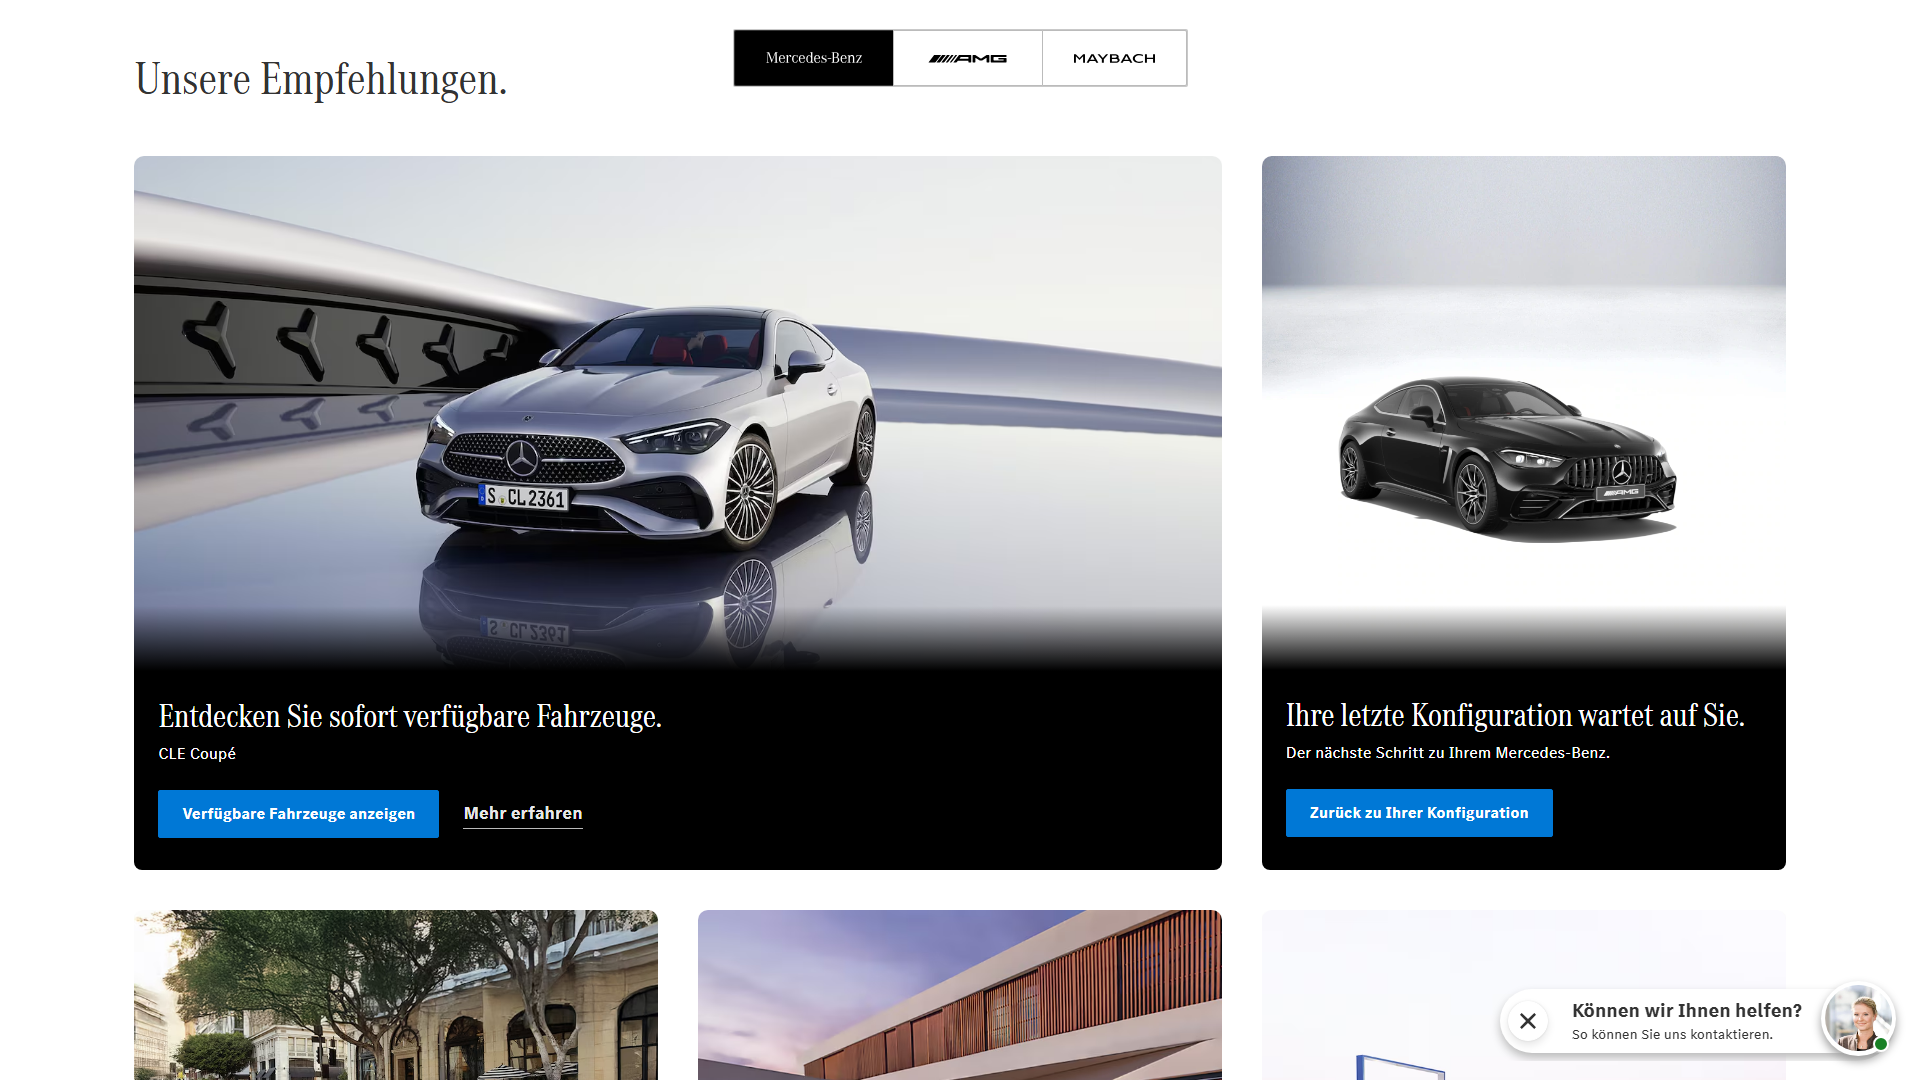 Mercedes-Benz
AMG
MAYBACH
Unsere Empfehlungen.
S CL 2361
AMG
Entdecken Sie sofort verfügbare Fahrzeuge.
CLE Coupé
Verfügbare Fahrzeuge anzeigen
Mehr erfahren
Ihre letzte Konfiguration wartet auf Sie.
Der nächste Schritt zu Ihrem Mercedes-Benz.
Zurück zu Ihrer Konfiguration
Können wir Ihnen helfen?
So können Sie uns kontaktieren.